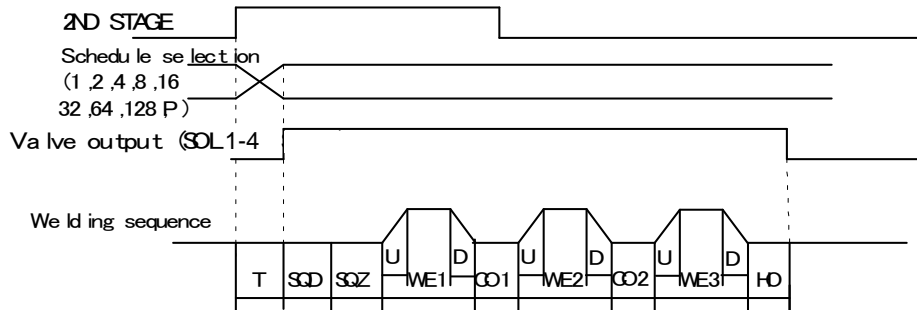 2ND STAGE
Schedule selection
(1 ,2 ,4 ,8 ,16
32 ,64 ,128 ,P )
Valve output (SOL1-4
Welding sequence
U D U D U D
T SQD SQZ WE1 CO1 WE2 CO2 WE3 HD